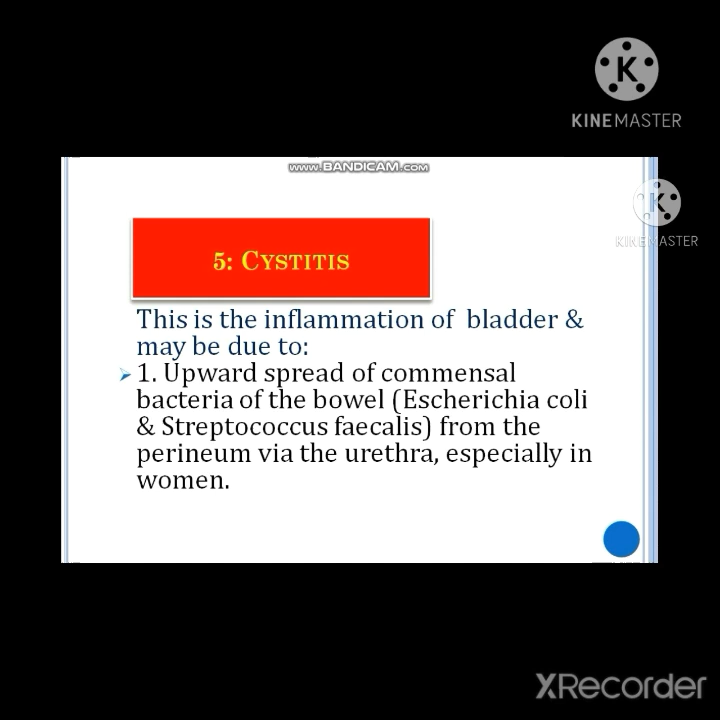 K
KINEMASTER
www.BANDICAM.com
K
KINEMASTER
5: CYSTITIS
This is the inflammation of bladder &
may be due to:
1. Upward spread of commensal
bacteria of the bowel (Escherichia coli
& Streptococcus faecalis) from the
perineum via the urethra, especially in
women.
XRecorder